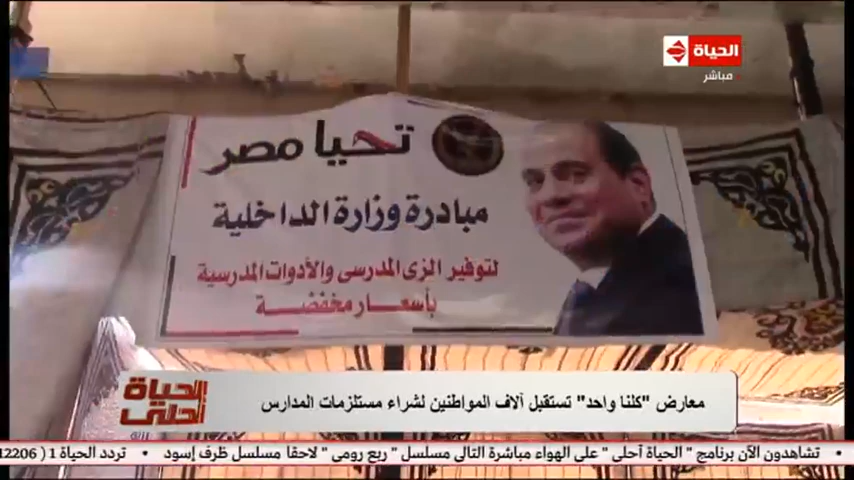 الحياة
مباشر
تحيا مصر
مبادرة وزارة الداخلية
لتوفير الزى المدرسى والأدوات المدرسية
بأسعار مخفضة
الحياة أحلى
معارض "كلنا واحد" تستقبل آلاف المواطنين لشراء مستلزمات المدارس
تشاهدون الآن برنامج " الحياة أحلى " على الهواء مباشرة التالى مسلسل " ربع رومى " لاحقا مسلسل ظرف إسود • تردد الحياة 1 ( 12206